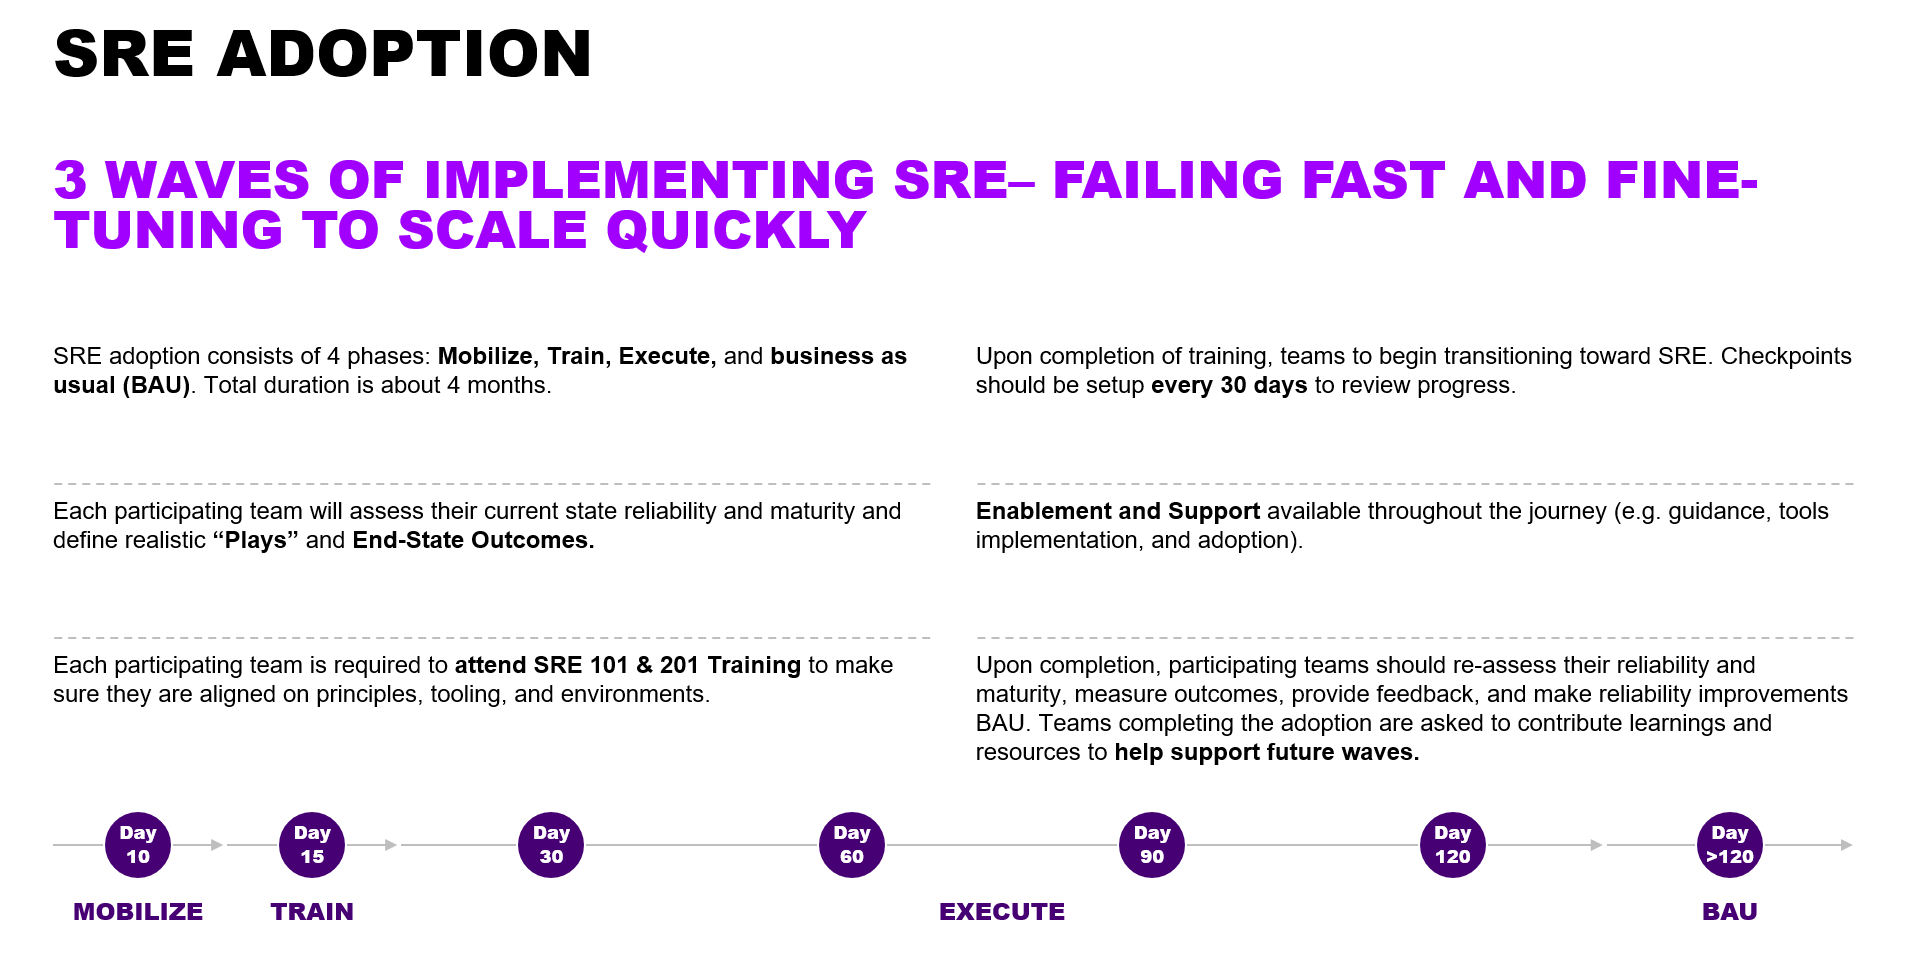 SRE ADOPTION
3 WAVES OF IMPLEMENTING SRE– FAILING FAST AND FINE-
TUNING TO SCALE QUICKLY
SRE adoption consists of 4 phases: Mobilize, Train, Execute, and business as
usual (BAU). Total duration is about 4 months.
Each participating team will assess their current state reliability and maturity and
define realistic “Plays” and End-State Outcomes.
Each participating team is required to attend SRE 101 & 201 Training to make
sure they are aligned on principles, tooling, and environments.
Upon completion of training, teams to begin transitioning toward SRE. Checkpoints
should be setup every 30 days to review progress.
Enablement and Support available throughout the journey (e.g. guidance, tools
implementation, and adoption).
Upon completion, participating teams should re-assess their reliability and
maturity, measure outcomes, provide feedback, and make reliability improvements
BAU. Teams completing the adoption are asked to contribute learnings and
resources to help support future waves.
Day
10
Day
15
Day
30
Day
60
Day
90
Day
120
Day
>120
MOBILIZE
TRAIN
EXECUTE
BAU